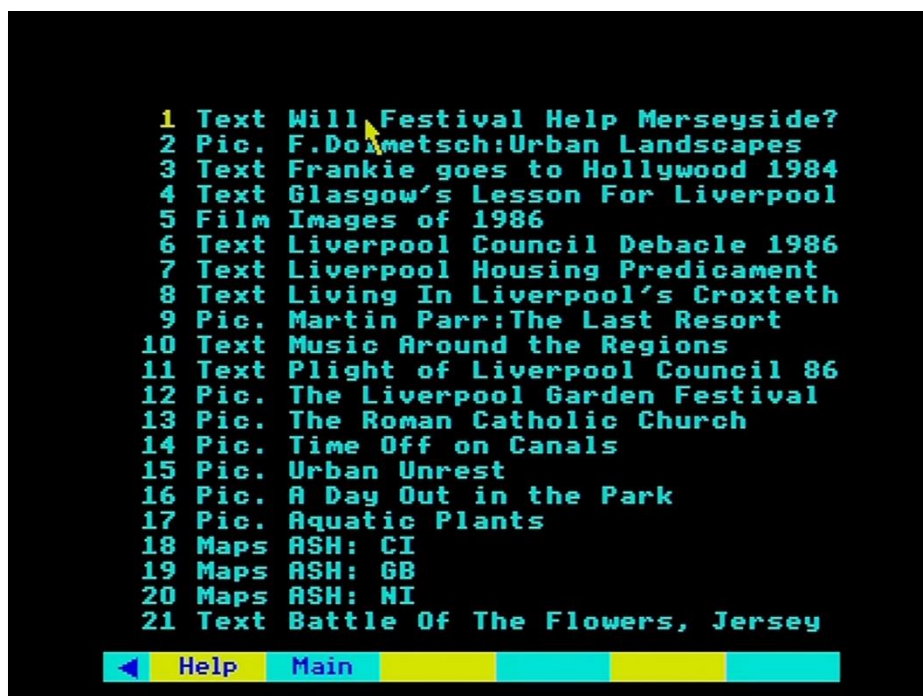 1 Text Will Festival Help Merseyside?
2 Pic. F.Dolmetsch:Urban Landscapes
3 Text Frankie goes to Hollywood 1984
4 Text Glasgow's Lesson For Liverpool
5 Film Images of 1986
6 Text Liverpool Council Debacle 1986
7 Text Liverpool Housing Predicament
8 Text Living In Liverpool's Croxteth
9 Pic. Martin Parr:The Last Resort
10 Text Music Around the Regions
11 Text Plight of Liverpool Council 86
12 Pic. The Liverpool Garden Festival
13 Pic. The Roman Catholic Church
14 Pic. Time Off on Canals
15 Pic. Urban Unrest
16 Pic. A Day Out in the Park
17 Pic. Aquatic Plants
18 Maps ASH: CI
19 Maps ASH: GB
20 Maps ASH: NI
21 Text Battle Of The Flowers, Jersey
Help Main